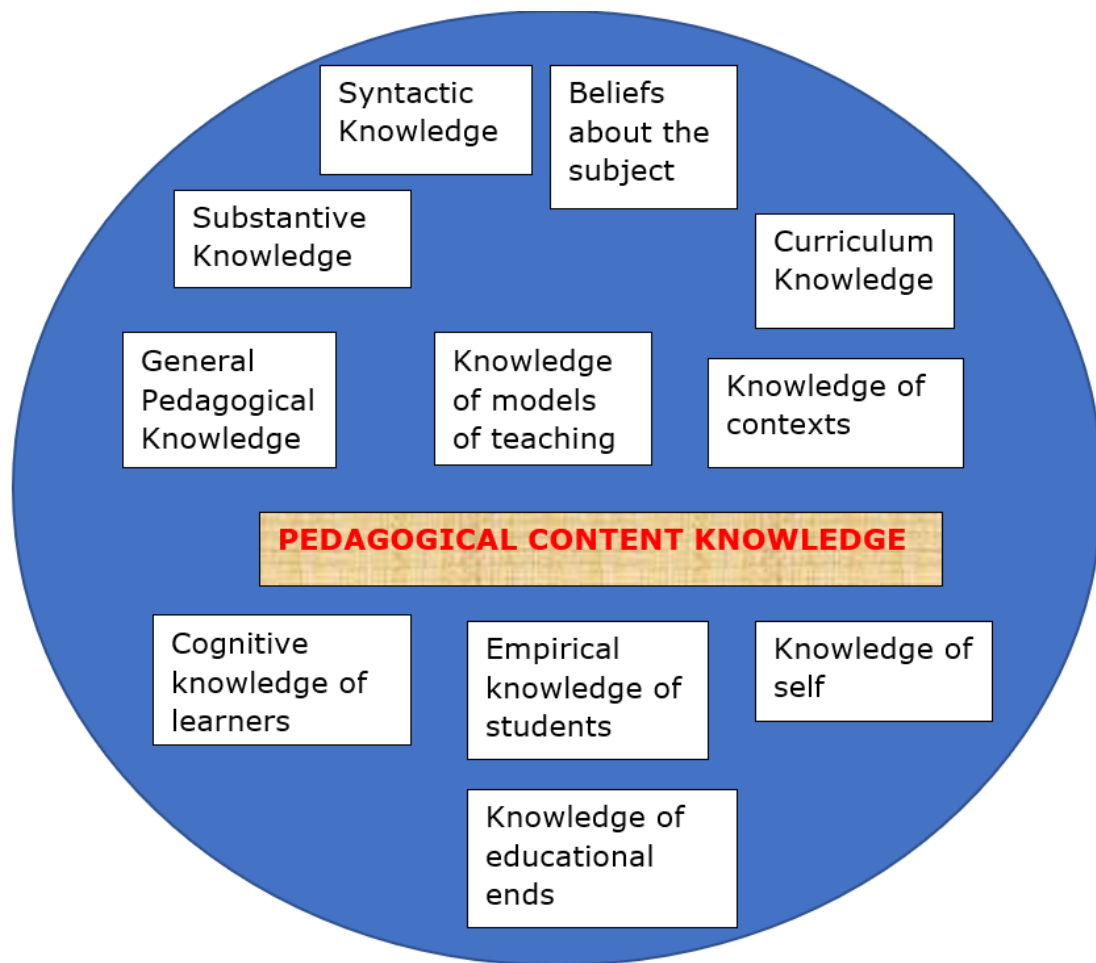 Syntactic
Knowledge
Beliefs
about the
subject
Substantive
Knowledge
Curriculum
Knowledge
General
Pedagogical
Knowledge
Knowledge
of models
of teaching
Knowledge of
contexts
PEDAGOGICAL CONTENT KNOWLEDGE
Cognitive
knowledge of
learners
Empirical
knowledge of
students
Knowledge of
self
Knowledge of
educational
ends